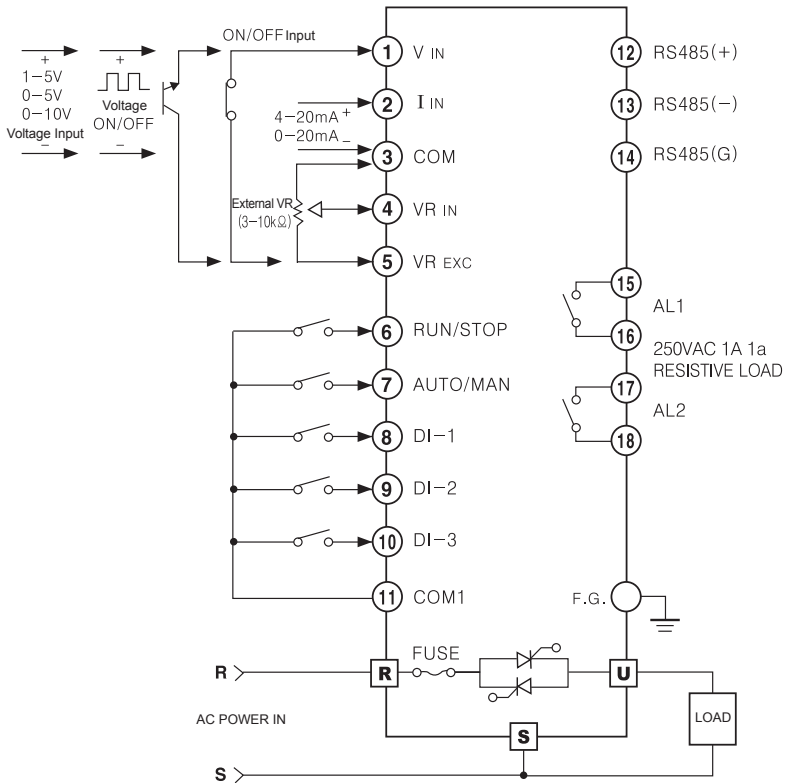 ON/OFF Input
+
1-5V
0-5V
0-10V
Voltage Input
-
+
Voltage
ON/OFF
-
4-20mA +
0-20mA -
External VR
(3-10kΩ)
1 V IN
2 I IN
3 COM
4 VR IN
5 VR EXC
6 RUN/STOP
7 AUTO/MAN
8 DI-1
9 DI-2
10 DI-3
11 COM1
12 RS485(+)
13 RS485(-)
14 RS485(G)
15
AL1
16
250VAC 1A 1a
RESISTIVE LOAD
17
AL2
18
F.G.
FUSE
R
R
U
AC POWER IN
LOAD
S
S